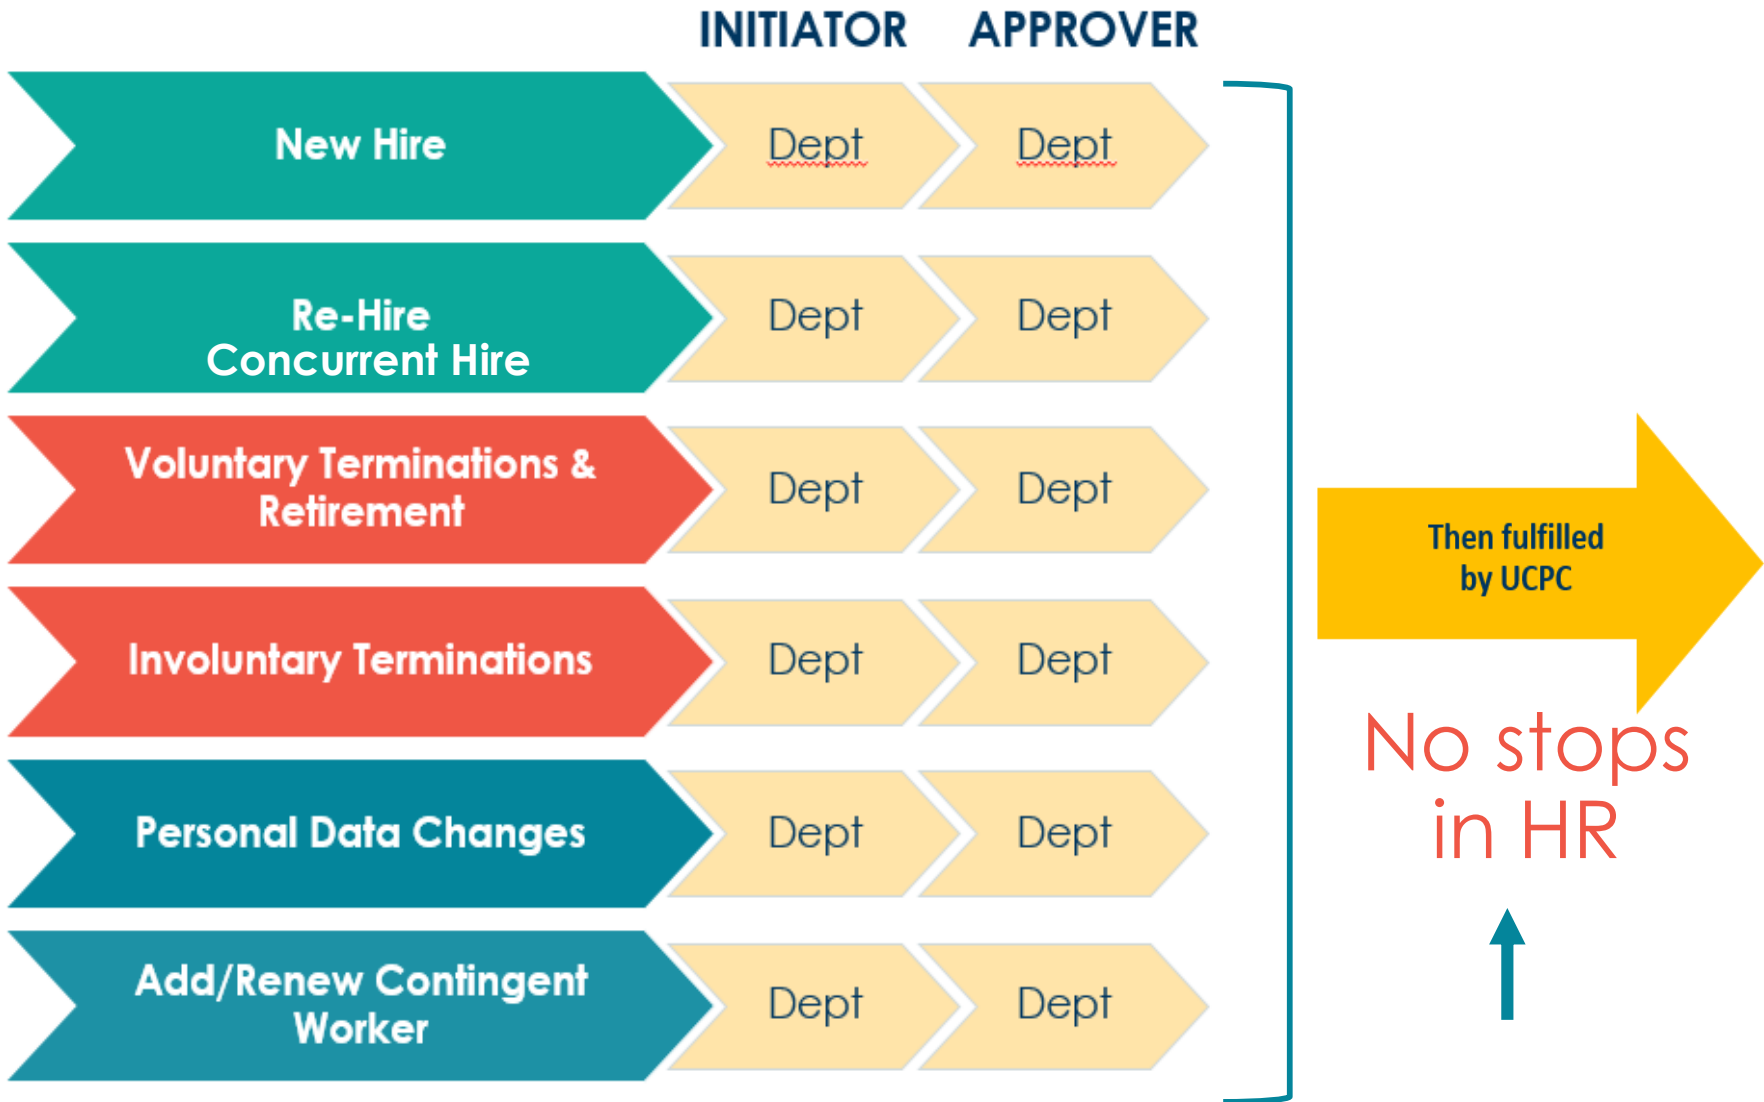 INITIATOR APPROVER
New Hire Dept Dept
Re-Hire
Concurrent Hire
Dept Dept
Voluntary Terminations &
Retirement
Dept Dept
Involuntary Terminations Dept Dept
Personal Data Changes Dept Dept
Add/Renew Contingent
Worker
Dept Dept
Then fulfilled
by UCPC
No stops
in HR